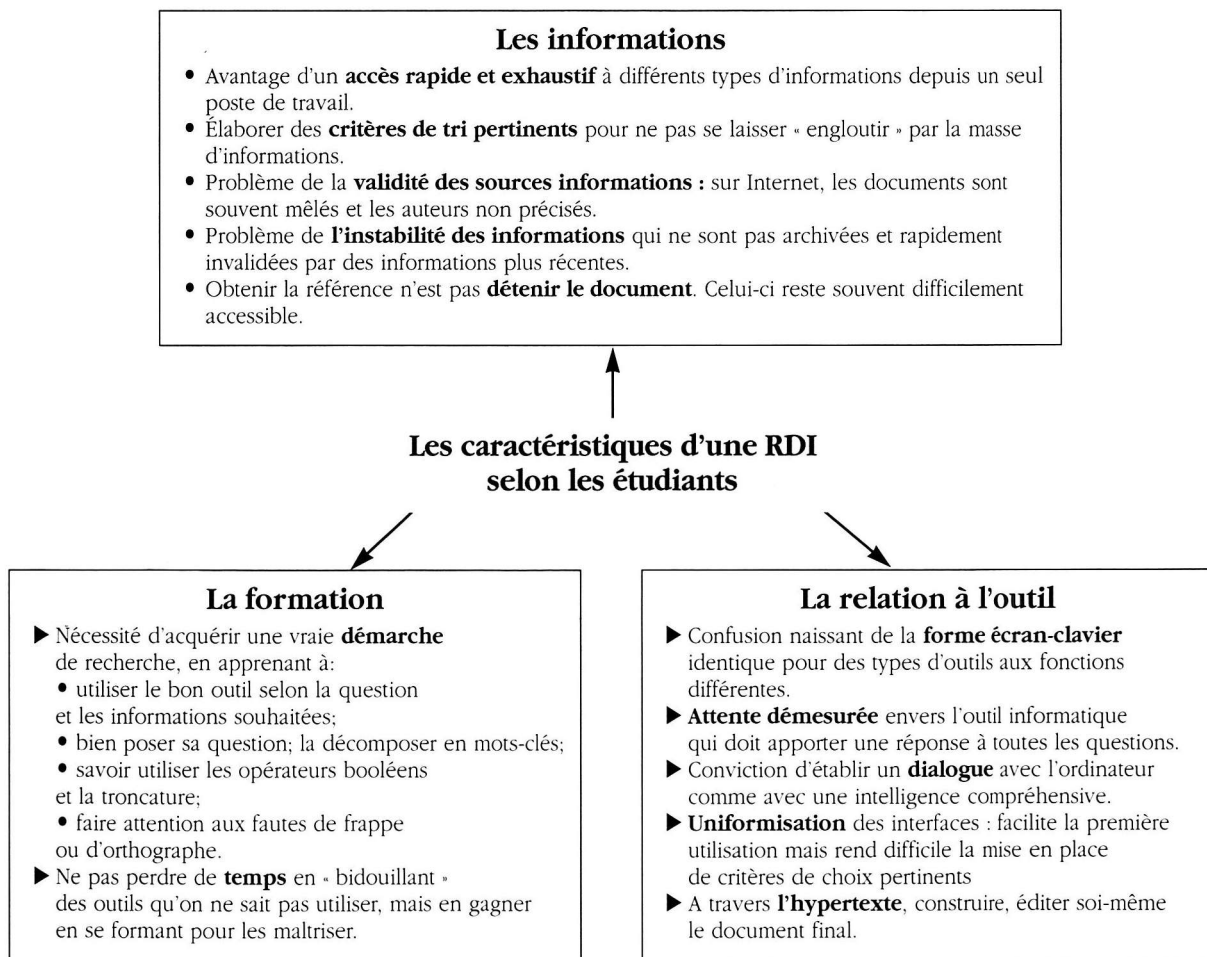 Les informations
• Avantage d'un accès rapide et exhaustif à différents types d'informations depuis un seul
poste de travail.
• Élaborer des critères de tri pertinents pour ne pas se laisser « engloutir » par la masse
d'informations.
• Problème de la validité des sources informations : sur Internet, les documents sont
souvent mêlés et les auteurs non précisés.
• Problème de l'instabilité des informations qui ne sont pas archivées et rapidement
invalidées par des informations plus récentes.
• Obtenir la référence n'est pas détenir le document. Celui-ci reste souvent difficilement
accessible.
Les caractéristiques d'une RDI
selon les étudiants
La formation
▶ Nécessité d'acquérir une vraie démarche
de recherche, en apprenant à:
• utiliser le bon outil selon la question
et les informations souhaitées;
• bien poser sa question; la décomposer en mots-clés;
• savoir utiliser les opérateurs booléens
et la troncature;
• faire attention aux fautes de frappe
ou d'orthographe.
▶ Ne pas perdre de temps en « bidouillant »
des outils qu'on ne sait pas utiliser, mais en gagner
en se formant pour les maîtriser.
La relation à l'outil
▶ Confusion naissant de la forme écran-clavier
identique pour des types d'outils aux fonctions
différentes.
▶ Attente démesurée envers l'outil informatique
qui doit apporter une réponse à toutes les questions.
▶ Conviction d'établir un dialogue avec l'ordinateur
comme avec une intelligence compréhensive.
▶ Uniformisation des interfaces : facilite la première
utilisation mais rend difficile la mise en place
de critères de choix pertinents
▶ A travers l'hypertexte, construire, éditer soi-même
le document final.